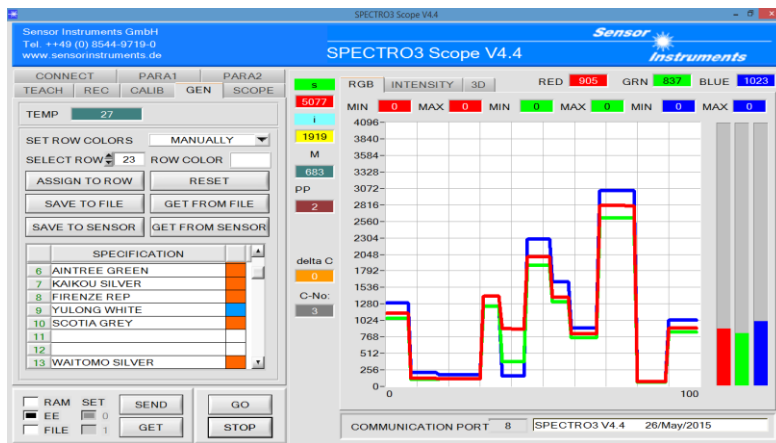 SPECTRO3 Scope V4.4
Sensor Instruments GmbH
Tel. ++49 (0) 8544-9719-0
www.sensorinstruments.de
SPECTRO3 Scope V4.4
Sensor Instruments
CONNECT PARA1 PARA2
TEACH REC CALIB GEN SCOPE
TEMP 27
SET ROW COLORS MANUALLY
SELECT ROW 23 ROW COLOR
ASSIGN TO ROW RESET
SAVE TO FILE GET FROM FILE
SAVE TO SENSOR GET FROM SENSOR
SPECIFICATION
6 AINTREE GREEN
7 KAIKOU SILVER
8 FIRENZE REP
9 YULONG WHITE
10 SCOTIA GREY
11
12
13 WAITOMO SILVER
RAM SET SEND GO
EE 0
FILE 1 GET STOP
s
5077
i
1919
M
683
PP
2
delta C
0
C-No:
3
RGB INTENSITY 3D RED 905 GRN 837 BLUE 1023
MIN 0 MAX 0 MIN 0 MAX 0 MIN 0 MAX 0
4096
3840
3584
3328
3072
2816
2560
2304
2048
1792
1536
1280
1024
768
512
256
0
0 100
COMMUNICATION PORT 8 SPECTRO3 V4.4 26/May/2015